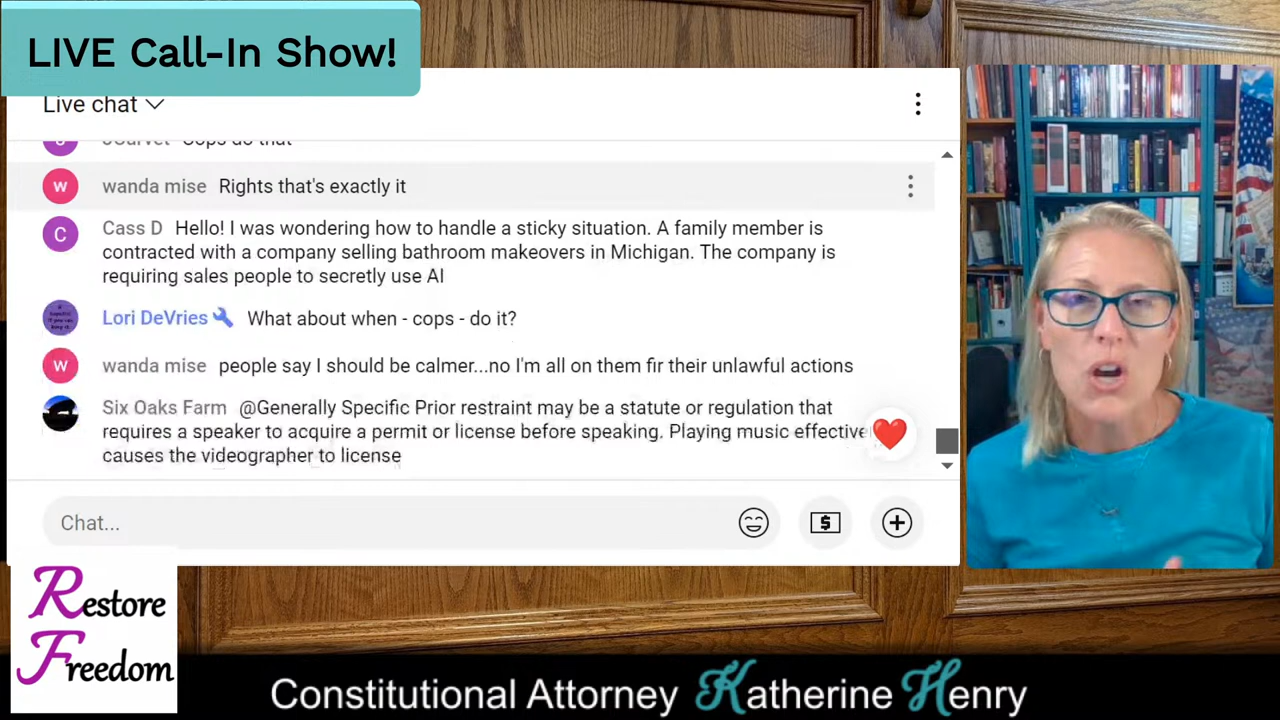 LIVE Call-In Show!
Live chat
Cops do that
wanda mise Rights that's exactly it
Cass D Hello! I was wondering how to handle a sticky situation. A family member is
contracted with a company selling bathroom makeovers in Michigan. The company is
requiring sales people to secretly use AI
Lori DeVries What about when - cops - do it?
wanda mise people say I should be calmer...no I'm all on them fir their unlawful actions
Six Oaks Farm @Generally Specific Prior restraint may be a statute or regulation that
requires a speaker to acquire a permit or license before speaking. Playing music effective
causes the videographer to license
Chat...
Restore
Freedom
Constitutional Attorney Katherine Henry